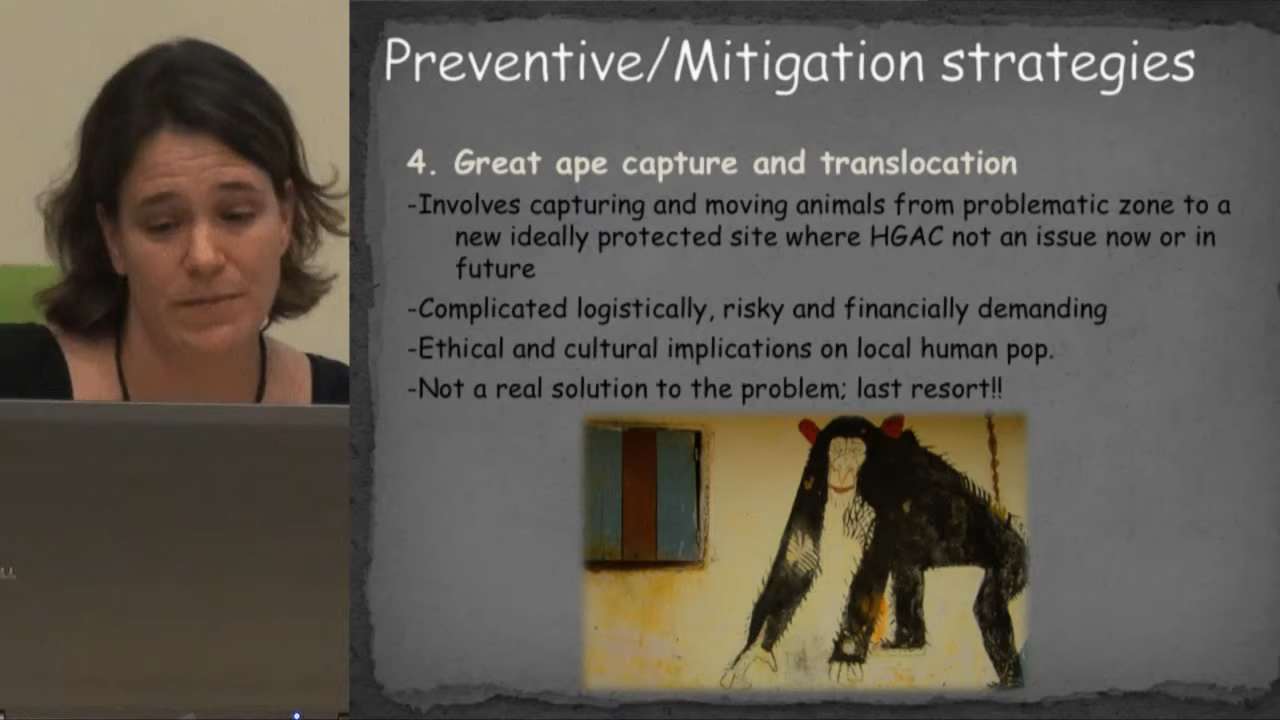 Preventive/Mitigation strategies
4. Great ape capture and translocation
-Involves capturing and moving animals from problematic zone to a
new ideally protected site where HGAC not an issue now or in
future
-Complicated logistically, risky and financially demanding
-Ethical and cultural implications on local human pop.
-Not a real solution to the problem; last resort!!